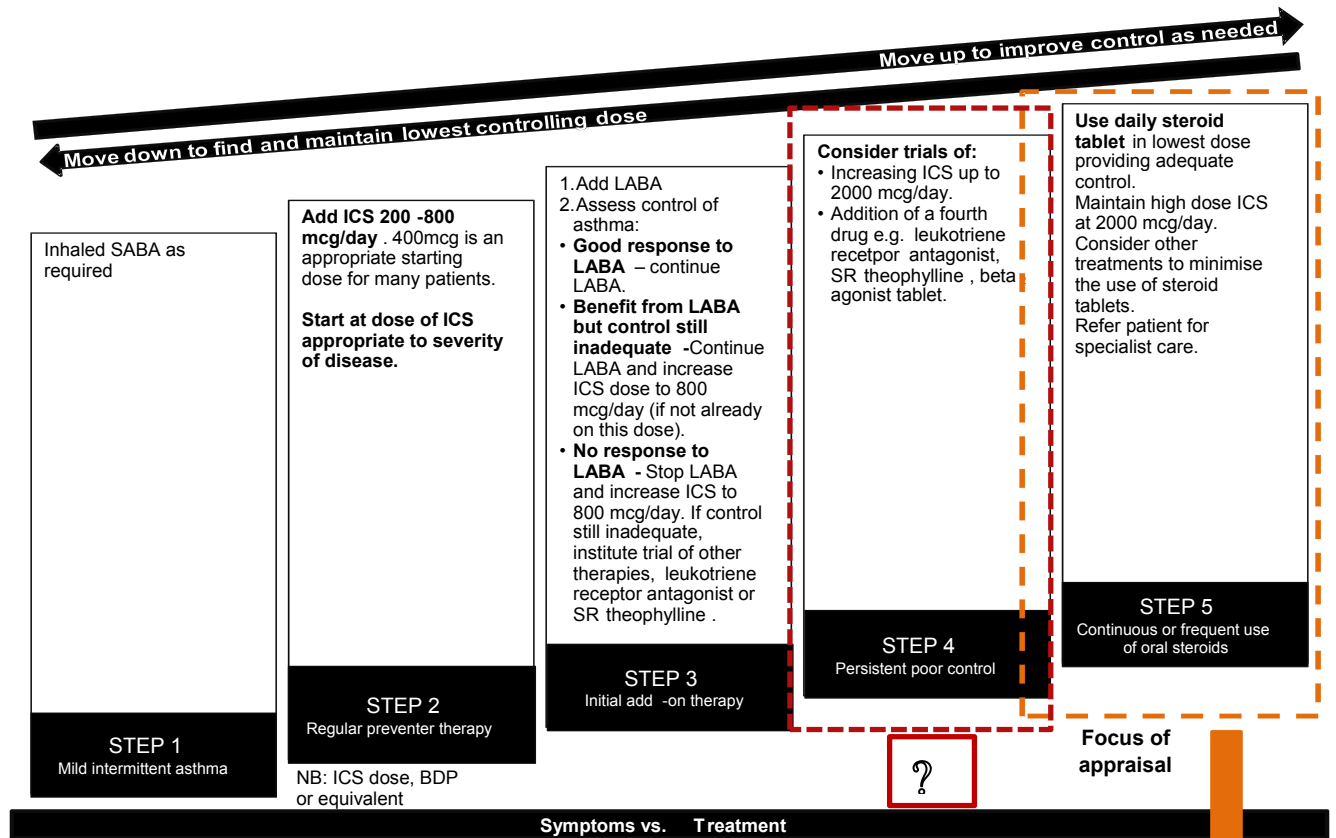 Move up to improve control as needed
Move down to find and maintain lowest controlling dose
Inhaled SABA as
required
STEP 1
Mild intermittent asthma
Add ICS 200 -800
mcg/day . 400mcg is an
appropriate starting
dose for many patients.
Start at dose of ICS
appropriate to severity
of disease.
STEP 2
Regular preventer therapy
NB: ICS dose, BDP
or equivalent
1.Add LABA
2.Assess control of
asthma:
• Good response to
LABA – continue
LABA.
• Benefit from LABA
but control still
inadequate -Continue
LABA and increase
ICS dose to 800
mcg/day (if not already
on this dose).
• No response to
LABA - Stop LABA
and increase ICS to
800 mcg/day. If control
still inadequate,
institute trial of other
therapies, leukotriene
receptor antagonist or
SR theophylline .
STEP 3
Initial add -on therapy
Consider trials of:
• Increasing ICS up to
2000 mcg/day.
• Addition of a fourth
drug e.g. leukotriene
recetpor antagonist,
SR theophylline , beta
agonist tablet.
STEP 4
Persistent poor control
?
Use daily steroid
tablet in lowest dose
providing adequate
control.
Maintain high dose ICS
at 2000 mcg/day.
Consider other
treatments to minimise
the use of steroid
tablets.
Refer patient for
specialist care.
STEP 5
Continuous or frequent use
of oral steroids
Focus of
appraisal
Symptoms vs. Treatment